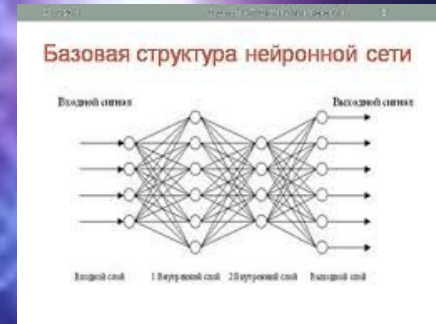 Базовая структура нейронной сети
Входной сигнал
Выходной сигнал
Входной слой
1 Внутренний слой
2 Внутренний слой
Выходной слой